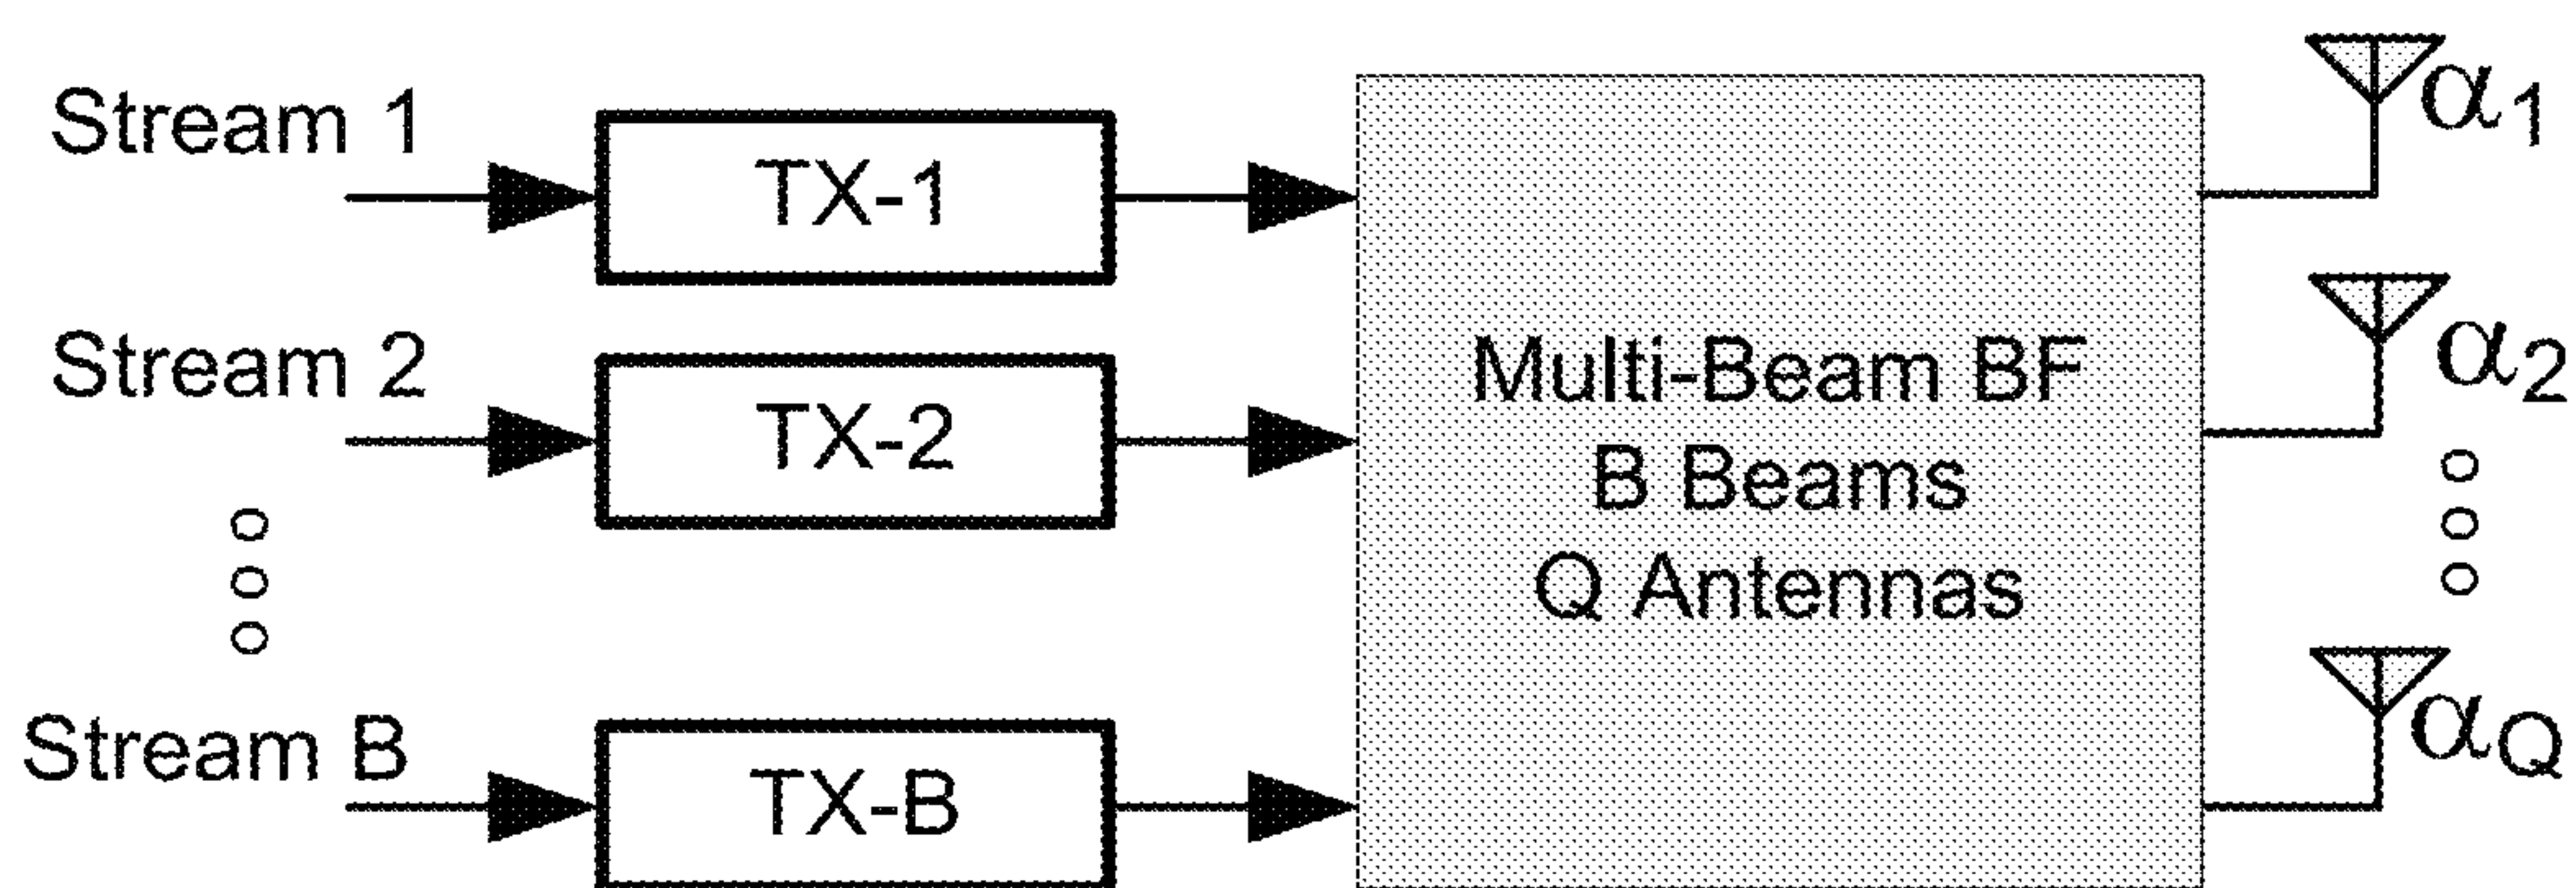 Stream 1
TX-1
α1
Stream 2
TX-2
α2
Multi-Beam BF
B Beams
Q Antennas
Stream B
TX-B
αQ